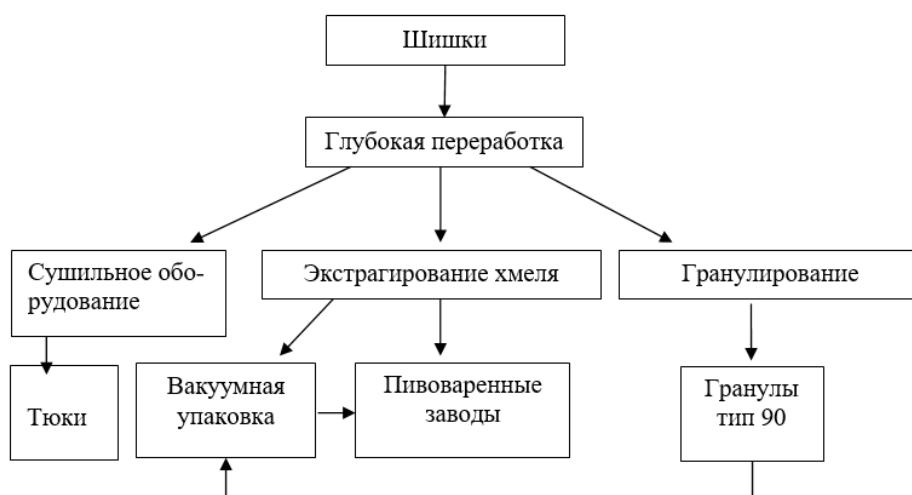 Шишки
Глубокая переработка
Сушильное обо-
рудование
Экстрагирование хмеля
Гранулирование
Тюки
Вакуумная
упаковка
Пивоваренные
заводы
Гранулы
тип 90